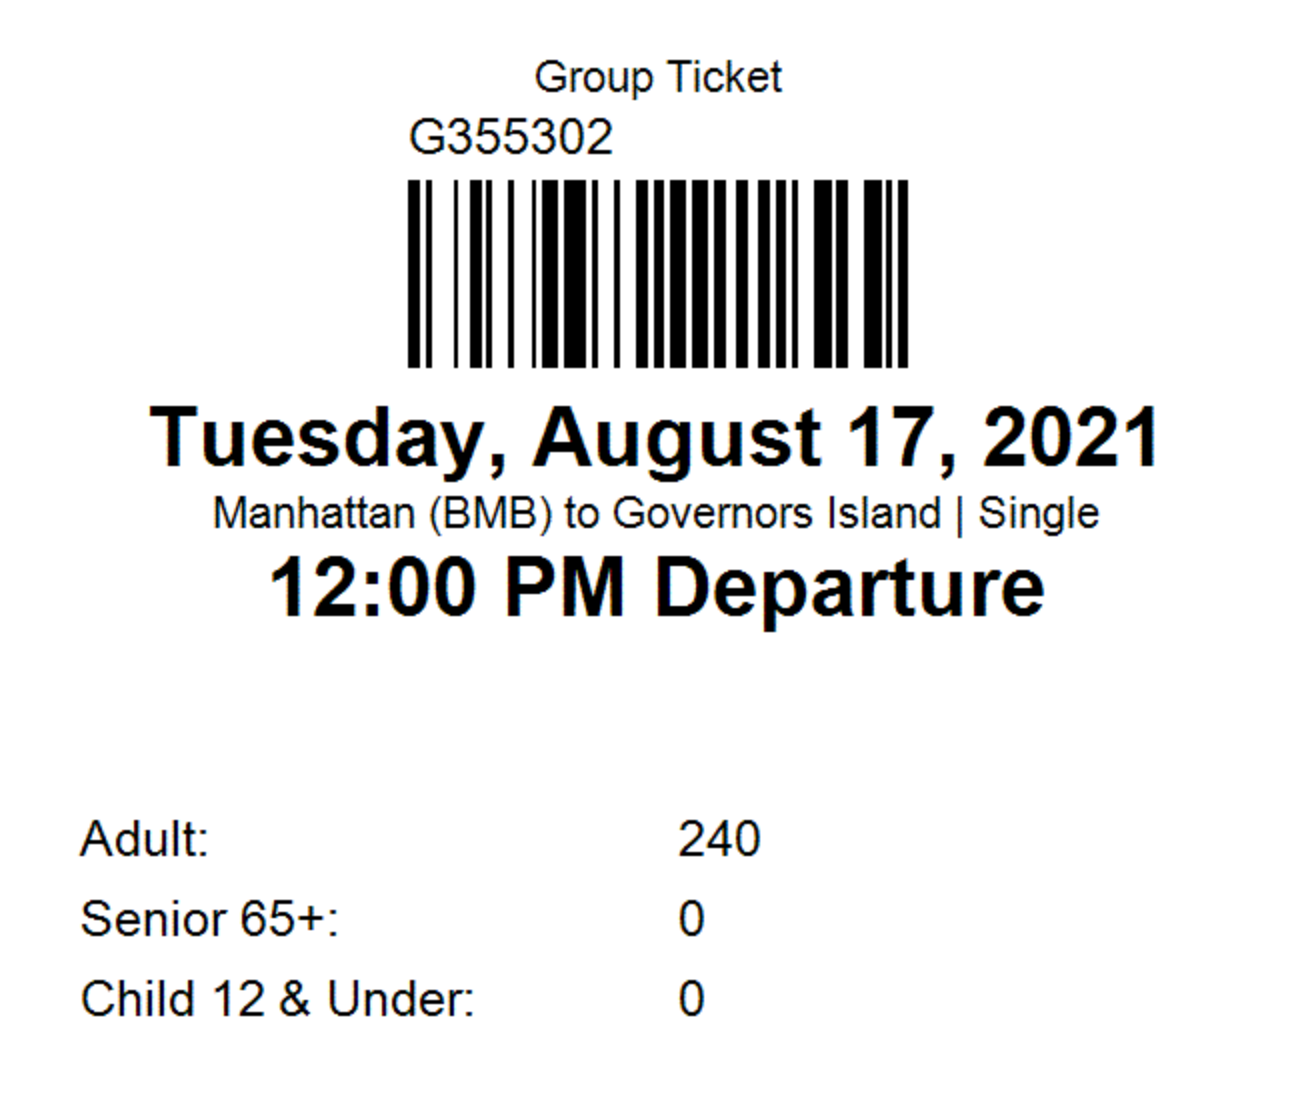 Group Ticket
G355302
Tuesday, August 17, 2021
Manhattan (BMB) to Governors Island | Single
12:00 PM Departure
Adult: 240
Senior 65+: 0
Child 12 & Under: 0